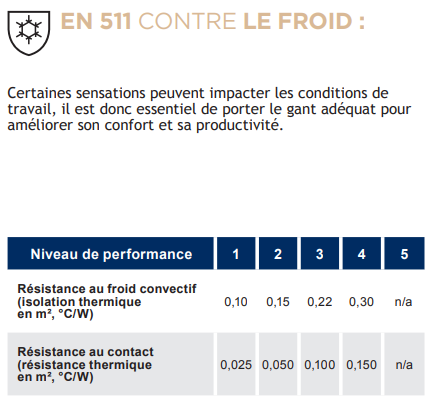 EN 511 CONTRE LE FROID :
Certaines sensations peuvent impacter les conditions de
travail, il est donc essentiel de porter le gant adéquat pour
améliorer son confort et sa productivité.
Niveau de performance 1 2 3 4 5
Résistance au froid convectif
(isolation thermique 0,10 0,15 0,22 0,30 n/a
en m², °C/W)
Résistance au contact
(résistance thermique 0,025 0,050 0,100 0,150 n/a
en m², °C/W)